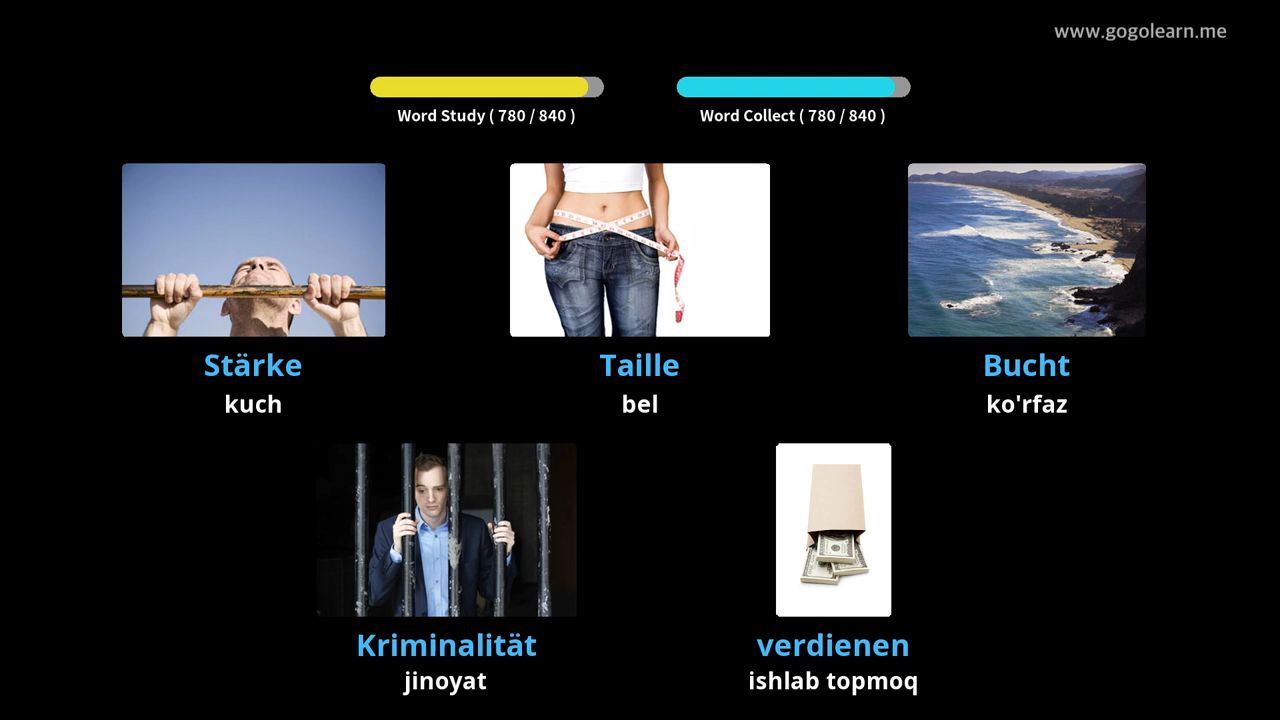 www.gogolearn.me
Word Study ( 780 / 840 )
Word Collect ( 780 / 840 )
Stärke
kuch
Taille
bel
Bucht
ko'rfaz
Kriminalität
jinoyat
verdienen
ishlab topmoq